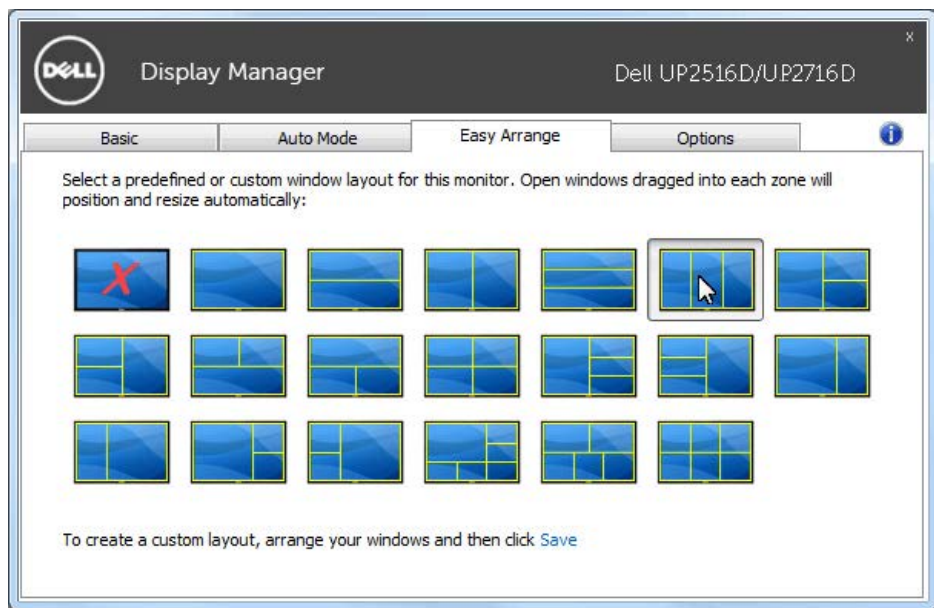 x
DELL
Display Manager
Dell UP2516D/UP2716D
Basic
Auto Mode
Easy Arrange
Options
i
Select a predefined or custom window layout for this monitor. Open windows dragged into each zone will
position and resize automatically:
X
To create a custom layout, arrange your windows and then click Save